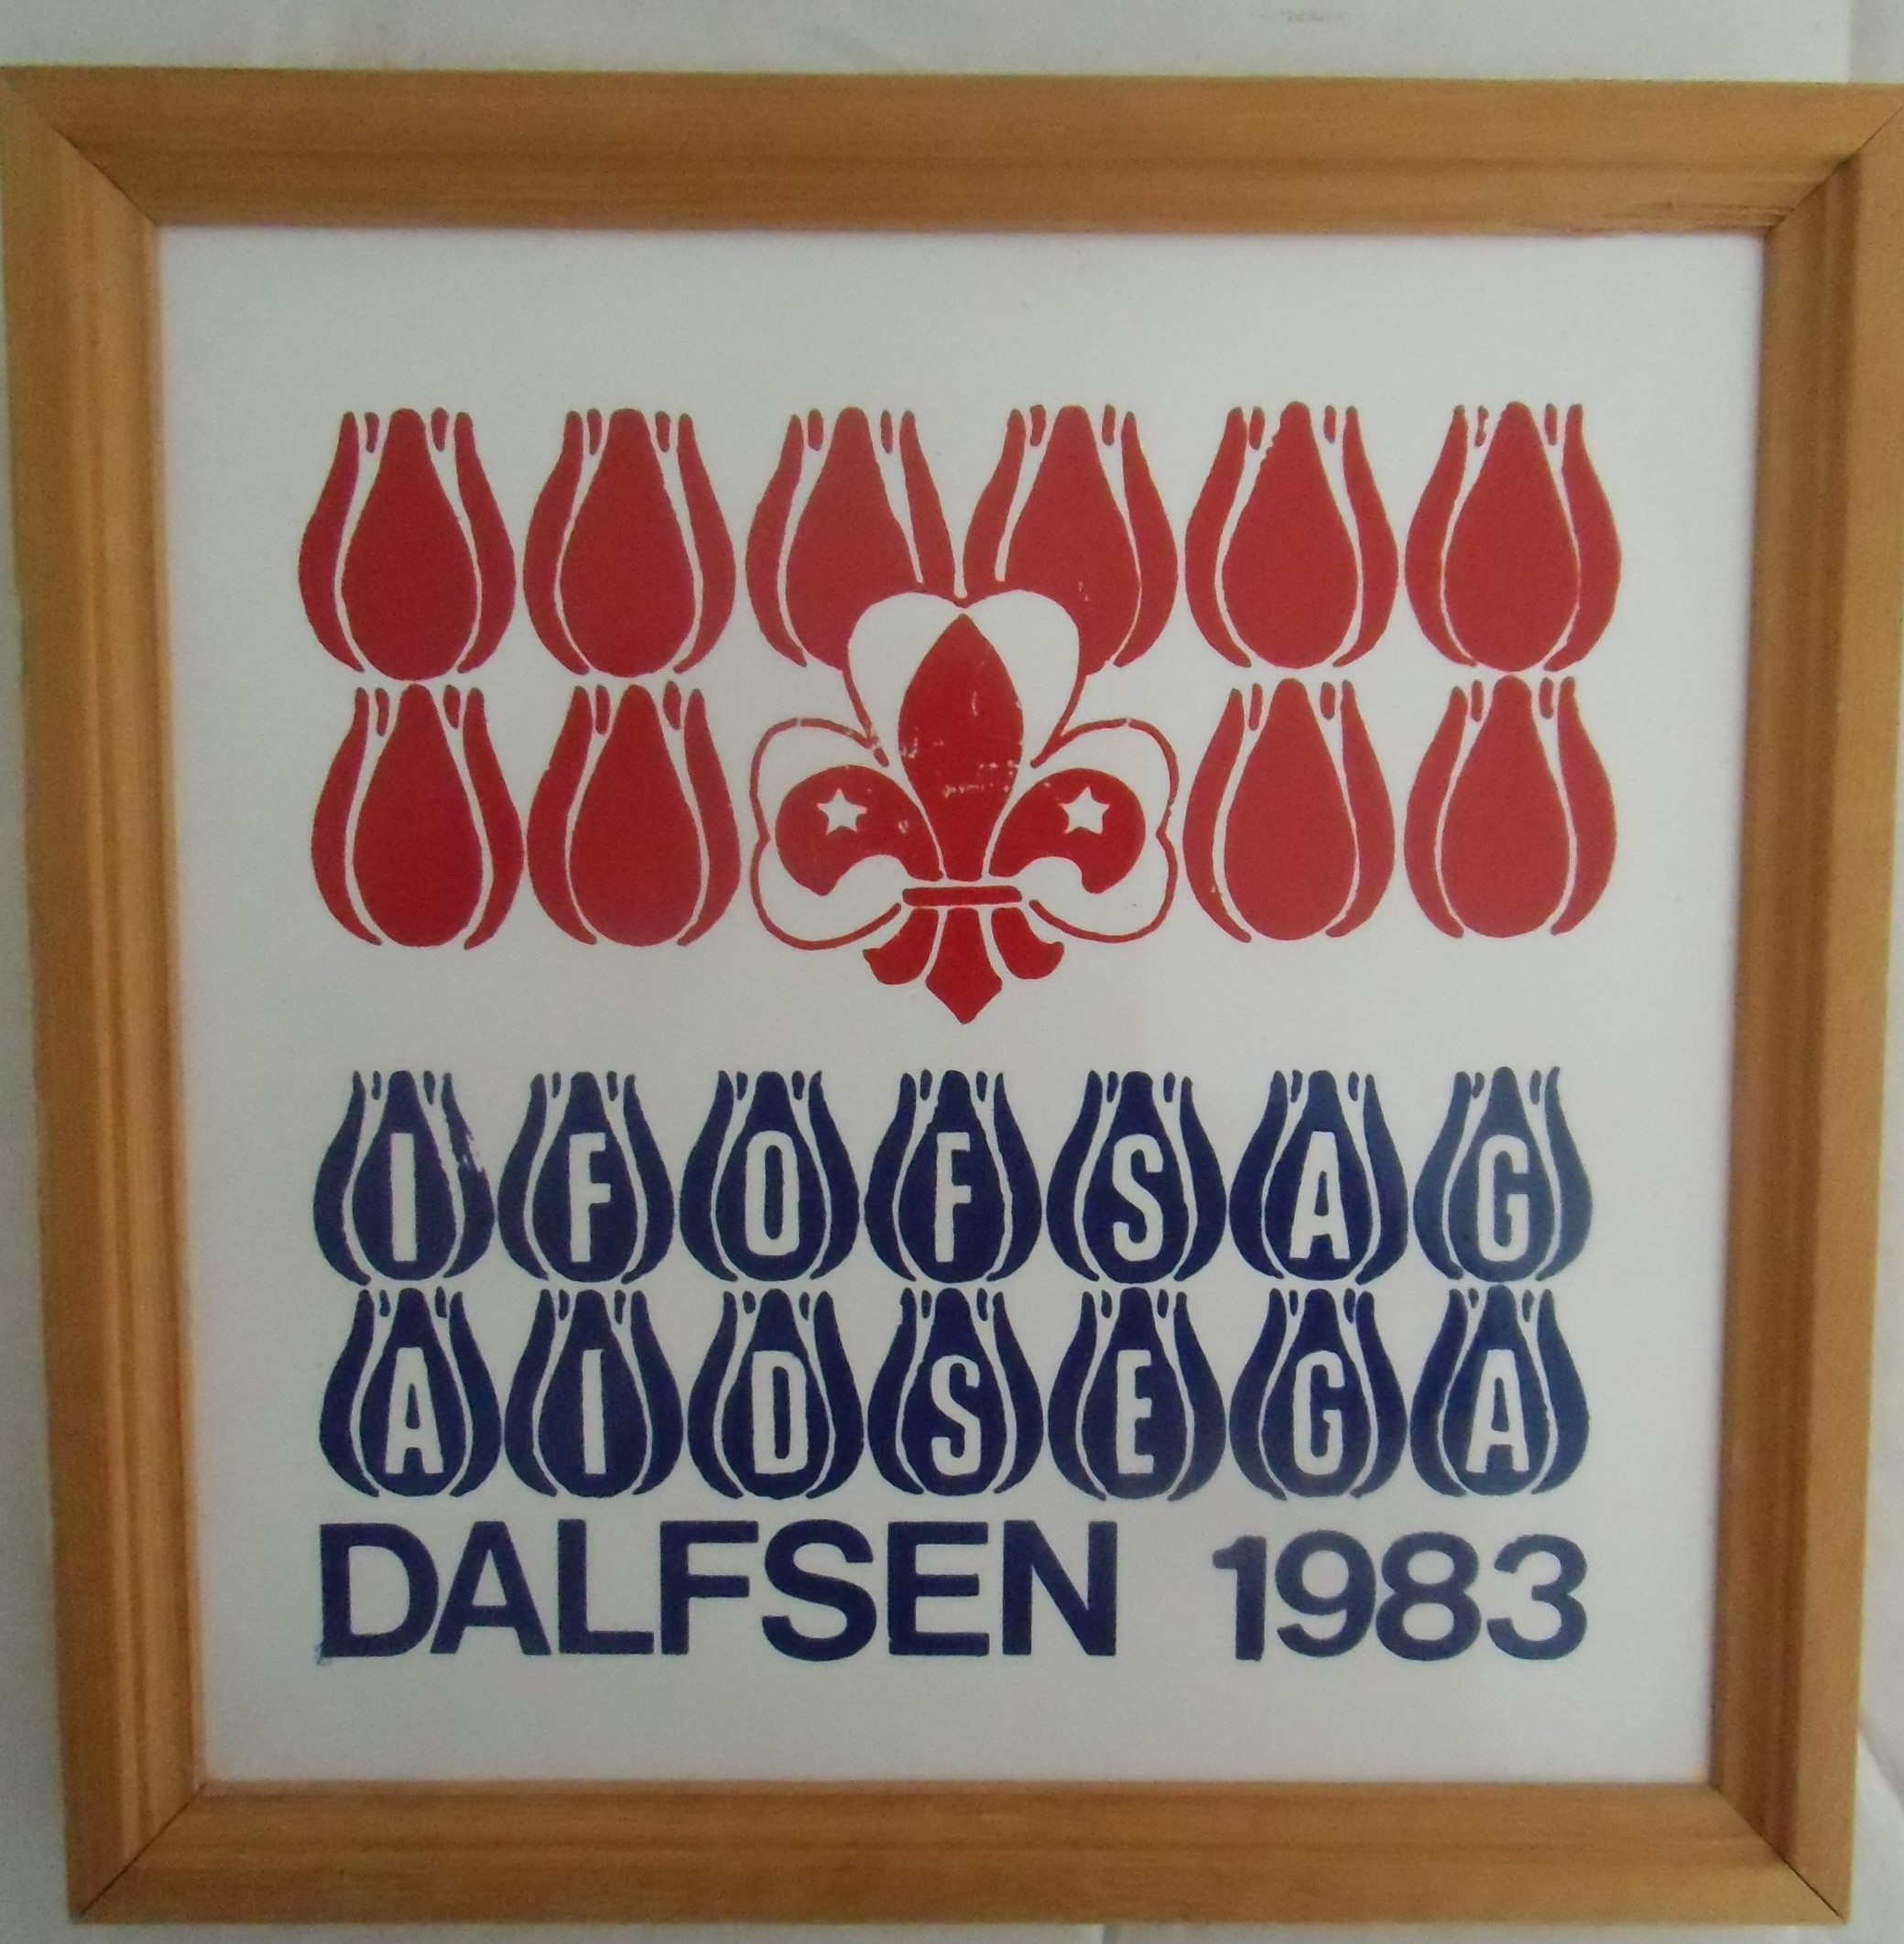 IFOFSAG
AIDSEGA
DALFSEN 1983